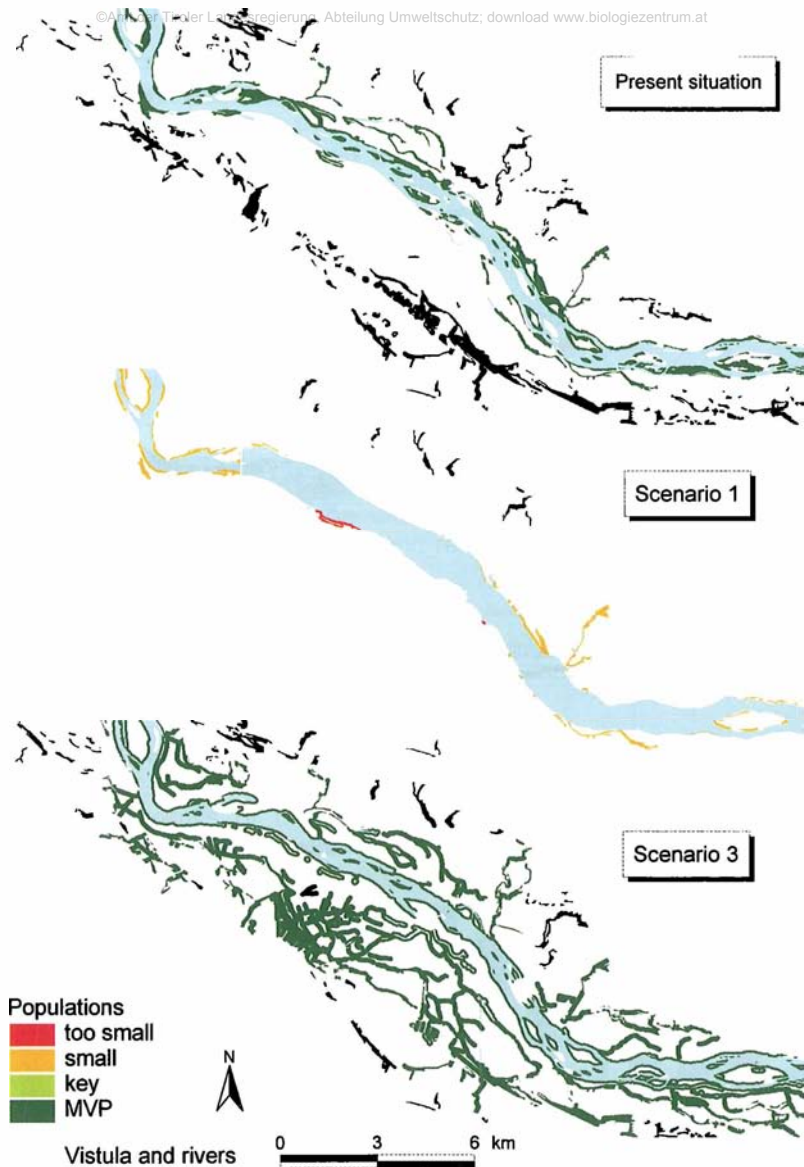 ©Amt der Tiroler Landesregierung, Abteilung Umweltschutz; download www.biologiezentrum.at
Present situation
Scenario 1
Scenario 3
Populations
too small
small
key
MVP
N
Vistula and rivers
0 3 6 km